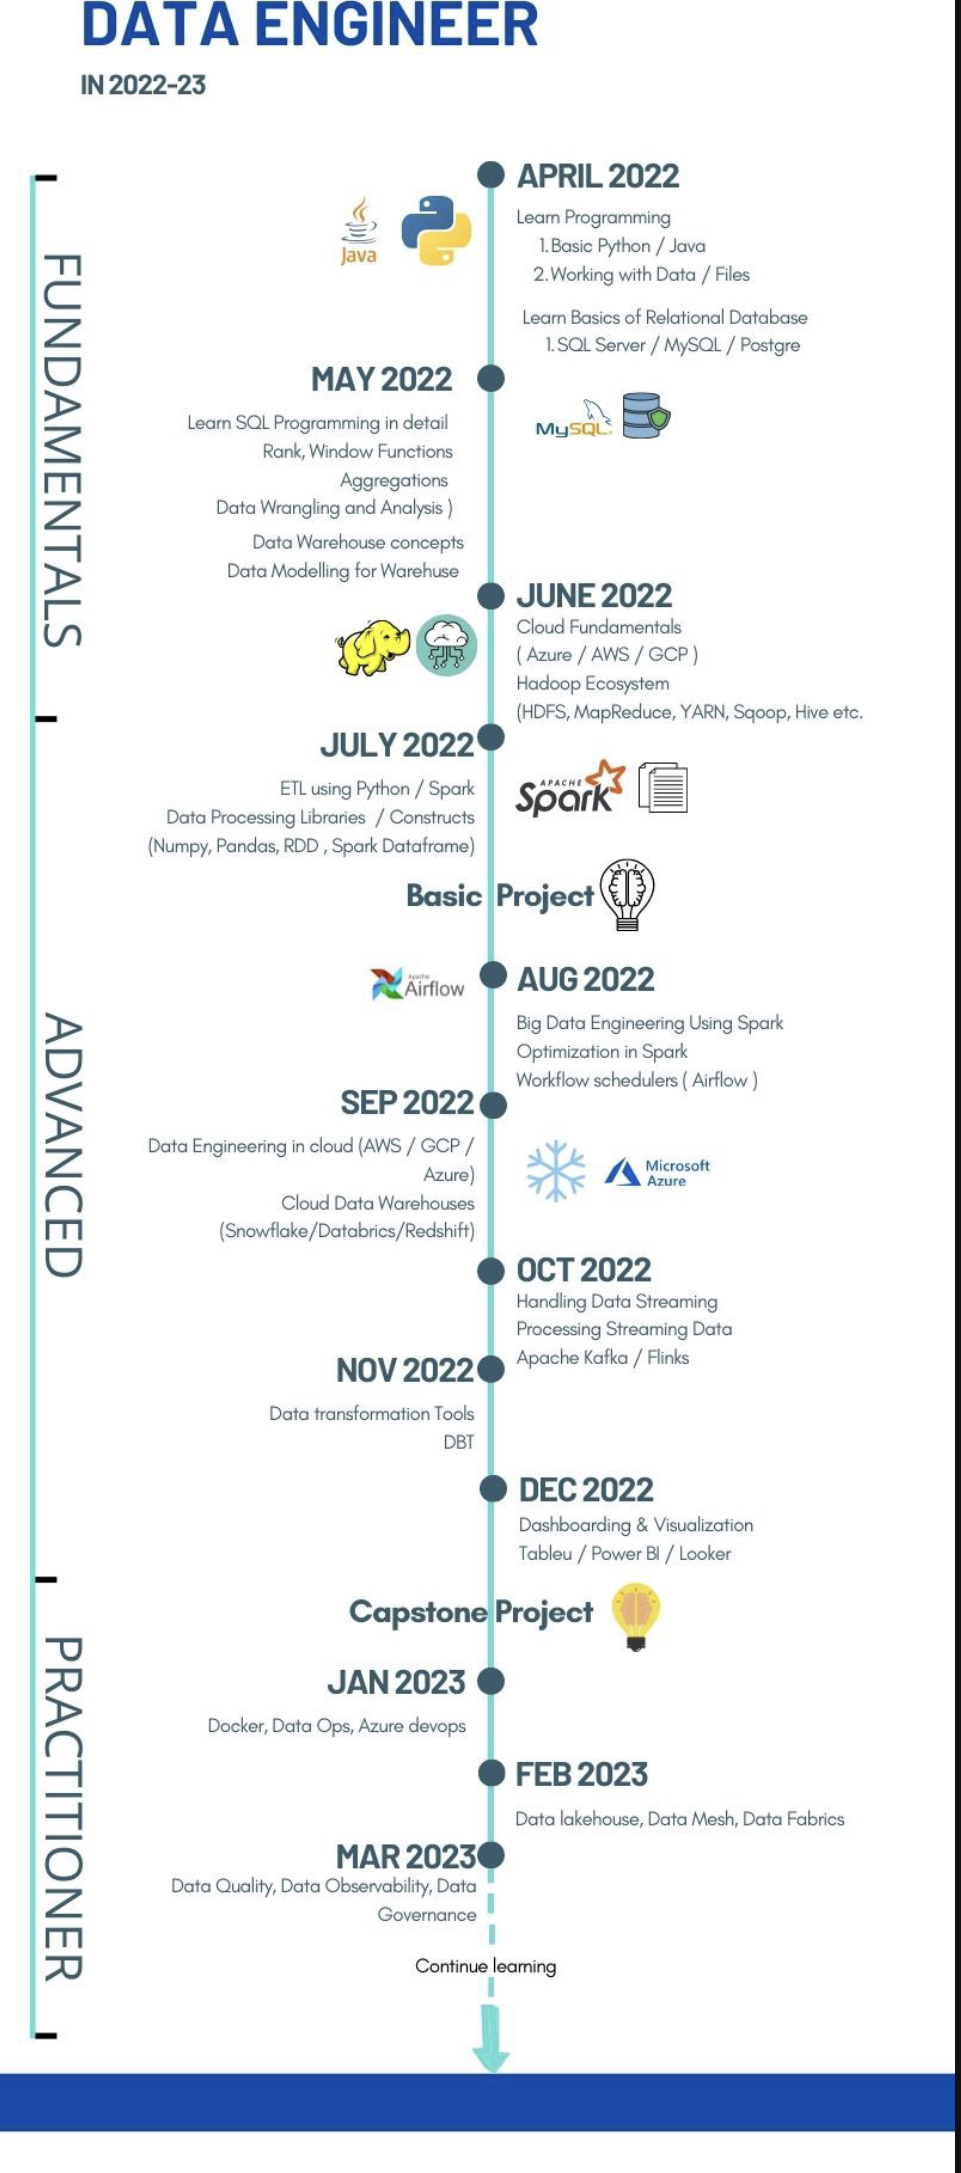 DATA ENGINEER
IN 2022-23
FUNDAMENTALS
APRIL 2022
Java
Learn Programming
1. Basic Python / Java
2. Working with Data / Files
Learn Basics of Relational Database
1. SQL Server / MySQL / Postgre
MAY 2022
Learn SQL Programming in detail
Rank, Window Functions
Aggregations
Data Wrangling and Analysis )
Data Warehouse concepts
Data Modelling for Warehuse
MySQL
JUNE 2022
Cloud Fundamentals
( Azure / AWS / GCP )
Hadoop Ecosystem
(HDFS, MapReduce, YARN, Sqoop, Hive etc.
ADVANCED
JULY 2022
ETL using Python / Spark
Data Processing Libraries / Constructs
(Numpy, Pandas, RDD , Spark Dataframe)
APACHE
Spark
Basic Project
Apache
Airflow
AUG 2022
Big Data Engineering Using Spark
Optimization in Spark
Workflow schedulers ( Airflow )
SEP 2022
Data Engineering in cloud (AWS / GCP /
Azure)
Cloud Data Warehouses
(Snowflake/Databrics/Redshift)
Microsoft
Azure
OCT 2022
Handling Data Streaming
Processing Streaming Data
Apache Kafka / Flinks
NOV 2022
Data transformation Tools
DBT
DEC 2022
Dashboarding & Visualization
Tableu / Power BI / Looker
PRACTITIONER
Capstone Project
JAN 2023
Docker, Data Ops, Azure devops
FEB 2023
Data lakehouse, Data Mesh, Data Fabrics
MAR 2023
Data Quality, Data Observability, Data
Governance
Continue learning